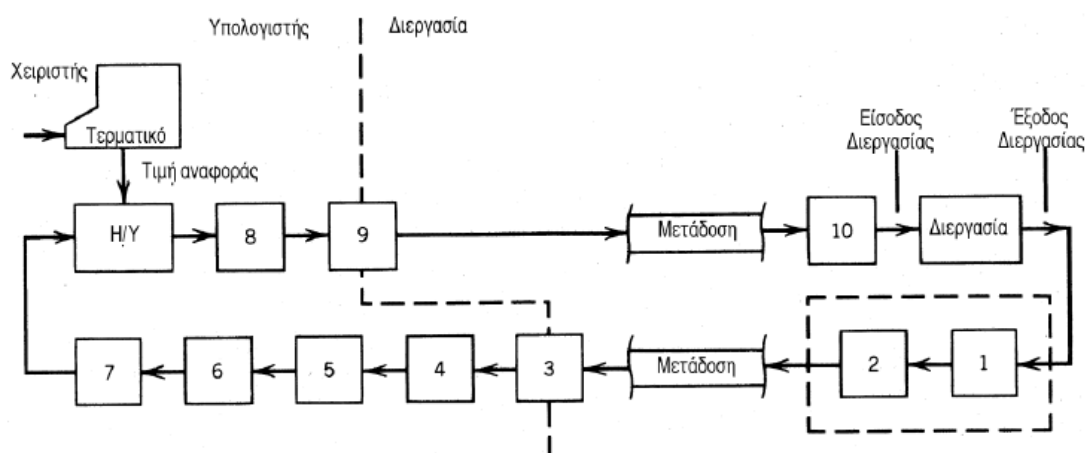 Υπολογιστής
Διεργασία
Χειριστής
Τερματικό
Είσοδος
Διεργασίας
Έξοδος
Διεργασίας
Τιμή αναφοράς
Η/Υ
8
9
Μετάδοση
10
Διεργασία
7
6
5
4
3
Μετάδοση
2
1